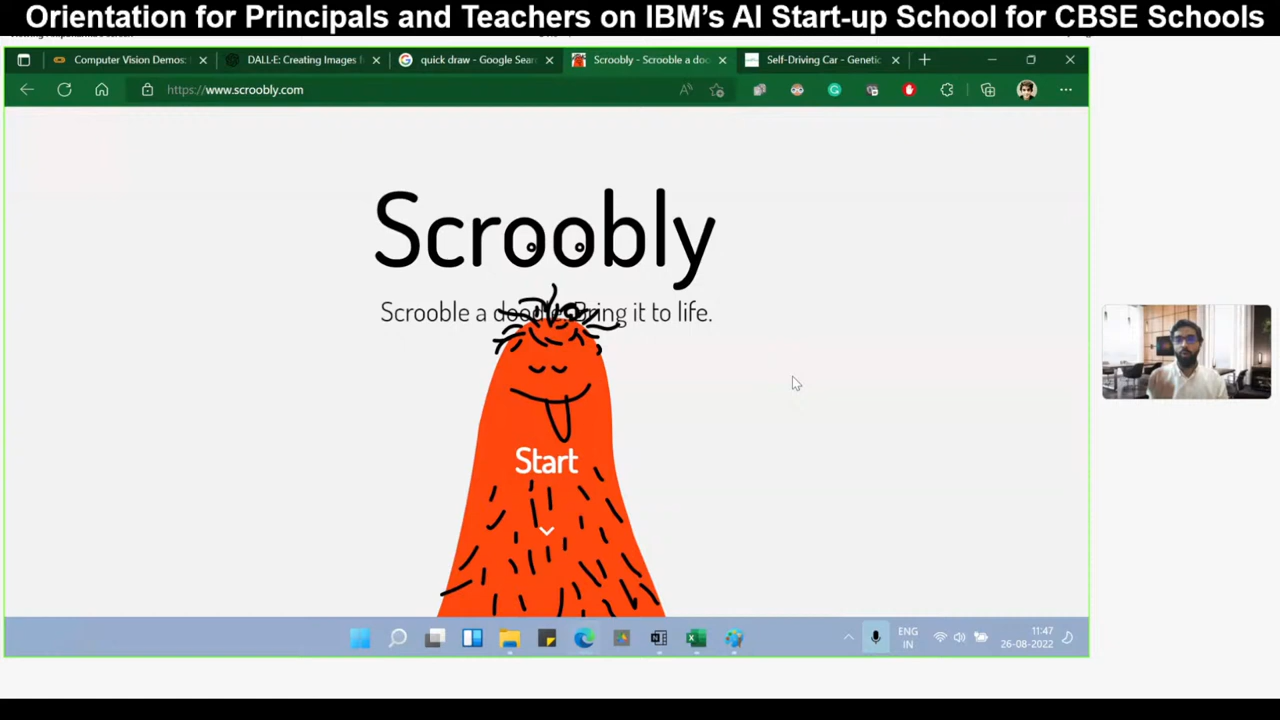 Orientation for Principals and Teachers on IBM's AI Start-up School for CBSE Schools
Computer Vision Demos:
DALL·E: Creating Images f
quick draw - Google Sear
Scroobly - Scrooble a doo
Self-Driving Car - Genetic
https://www.scroobly.com
Scroobly
Scrooble a doodle. Bring it to life.
Start
ENG
IN
11:47
26-08-2022